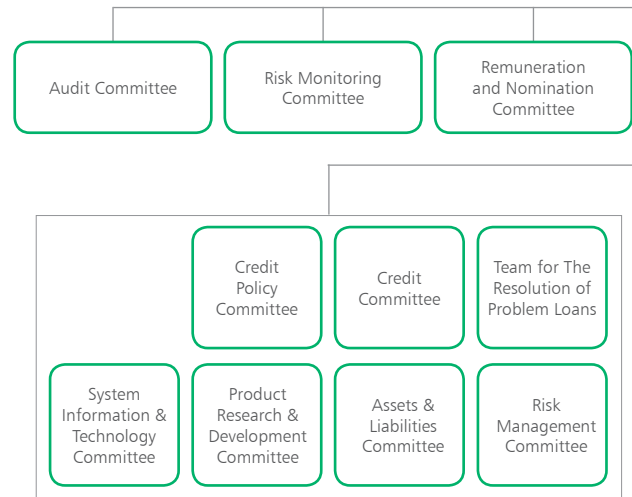 Audit Committee
Risk Monitoring
Committee
Remuneration
and Nomination
Committee
Credit
Policy
Committee
Credit
Committee
Team for The
Resolution of
Problem Loans
System
Information &
Technology
Committee
Product
Research &
Development
Committee
Assets &
Liabilities
Committee
Risk
Management
Committee